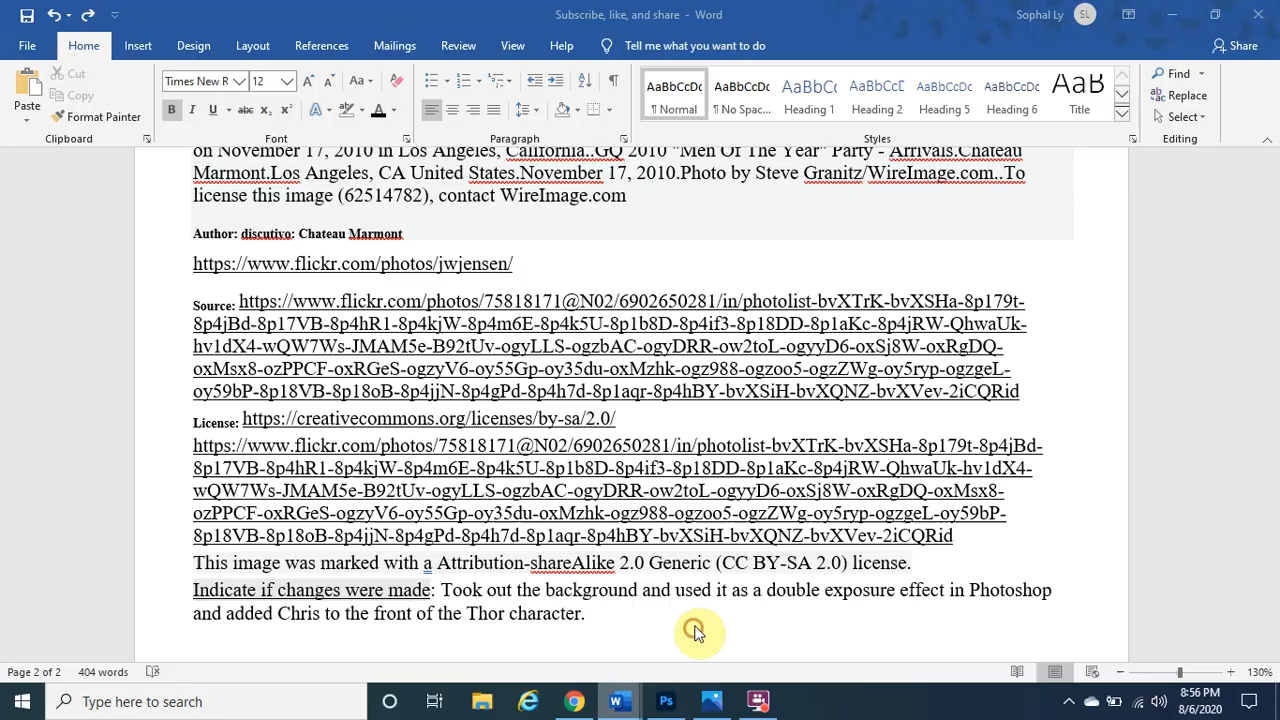 Subscribe, like, and share - Word
Sophal Ly
SL
File Home Insert Design Layout References Mailings Review View Help Tell me what you want to do Share
Paste
Cut
Copy
Format Painter
Clipboard
Times New R 12
B I U abc x₂ x²
Font
Paragraph
AaBbCcDc AaBbCcDc AaBbCc AaBbCcD AaBbCcD AaBbCcD AaB
¶ Normal ¶ No Spac... Heading 1 Heading 2 Heading 5 Heading 6 Title
Styles
Find
Replace
Select
Editing
on November 17, 2010 in Los Angeles, California..GQ 2010 "Men Of The Year" Party - Arrivals.Chateau
Marmont.Los Angeles, CA United States.November 17, 2010.Photo by Steve Granitz/WireImage.com..To
license this image (62514782), contact WireImage.com
Author: discutivo: Chateau Marmont
https://www.flickr.com/photos/jwjensen/
Source: https://www.flickr.com/photos/75818171@N02/6902650281/in/photolist-bvXTrK-bvXSHa-8p179t-
8p4jBd-8p17VB-8p4hR1-8p4kjW-8p4m6E-8p4k5U-8p1b8D-8p4if3-8p18DD-8p1aKc-8p4jRW-QhwaUk-
hv1dX4-wQW7Ws-JMAM5e-B92tUv-ogyLLS-ogzbAC-ogyDRR-ow2toL-ogyyD6-oxSj8W-oxRgDQ-
oxMsx8-ozPPCF-oxRGeS-ogzyV6-oy55Gp-oy35du-oxMzhk-ogz988-ogzoo5-ogzZWg-oy5ryp-ogzgeL-
oy59bP-8p18VB-8p18oB-8p4jjN-8p4gPd-8p4h7d-8p1aqr-8p4hBY-bvXSiH-bvXQNZ-bvXVev-2iCQRid
License: https://creativecommons.org/licenses/by-sa/2.0/
https://www.flickr.com/photos/75818171@N02/6902650281/in/photolist-bvXTrK-bvXSHa-8p179t-8p4jBd-
8p17VB-8p4hR1-8p4kjW-8p4m6E-8p4k5U-8p1b8D-8p4if3-8p18DD-8p1aKc-8p4jRW-QhwaUk-hv1dX4-
wQW7Ws-JMAM5e-B92tUv-ogyLLS-ogzbAC-ogyDRR-ow2toL-ogyyD6-oxSj8W-oxRgDQ-oxMsx8-
ozPPCF-oxRGeS-ogzyV6-oy55Gp-oy35du-oxMzhk-ogz988-ogzoo5-ogzZWg-oy5ryp-ogzgeL-oy59bP-
8p18VB-8p18oB-8p4jjN-8p4gPd-8p4h7d-8p1aqr-8p4hBY-bvXSiH-bvXQNZ-bvXVev-2iCQRid
This image was marked with a Attribution-shareAlike 2.0 Generic (CC BY-SA 2.0) license.
Indicate if changes were made: Took out the background and used it as a double exposure effect in Photoshop
and added Chris to the front of the Thor character.
Page 2 of 2 404 words 130%
Type here to search
Ps
8:56 PM
8/6/2020